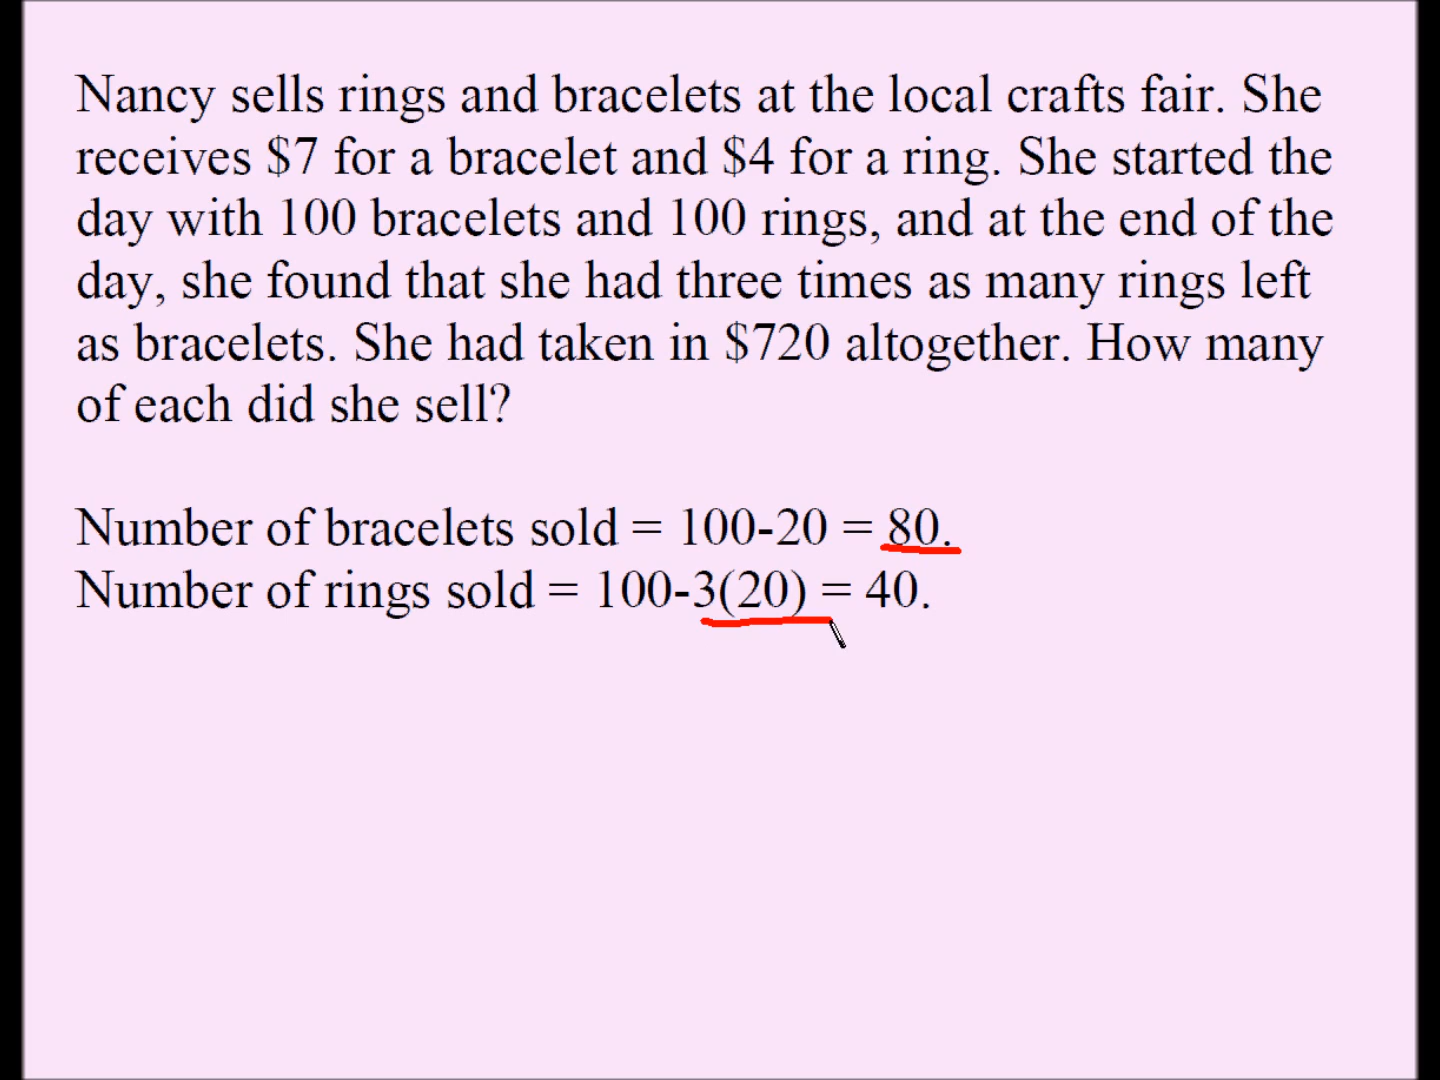 Nancy sells rings and bracelets at the local crafts fair. She
receives $7 for a bracelet and $4 for a ring. She started the
day with 100 bracelets and 100 rings, and at the end of the
day, she found that she had three times as many rings left
as bracelets. She had taken in $720 altogether. How many
of each did she sell?
Number of bracelets sold = 100-20 = 80.
Number of rings sold = 100-3(20) = 40.